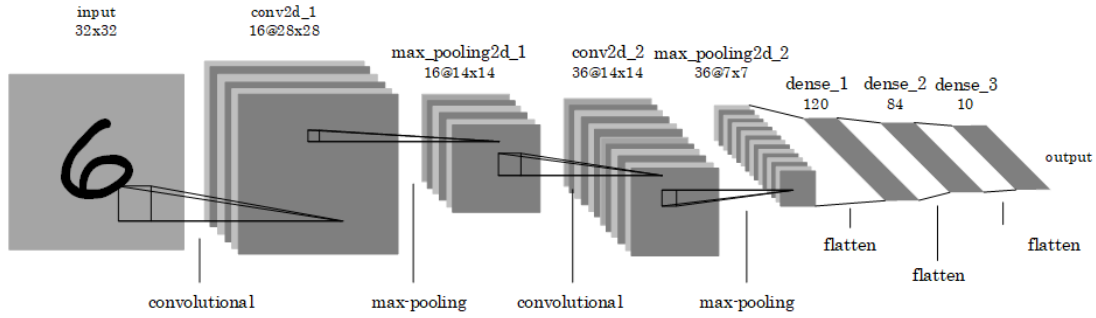 input
32x32
conv2d_1
16@28x28
max_pooling2d_1
16@14x14
conv2d_2
36@14x14
max_pooling2d_2
36@7x7
dense_1
120
dense_2
84
dense_3
10
6
output
convolutional
max-pooling
convolutional
max-pooling
flatten
flatten
flatten